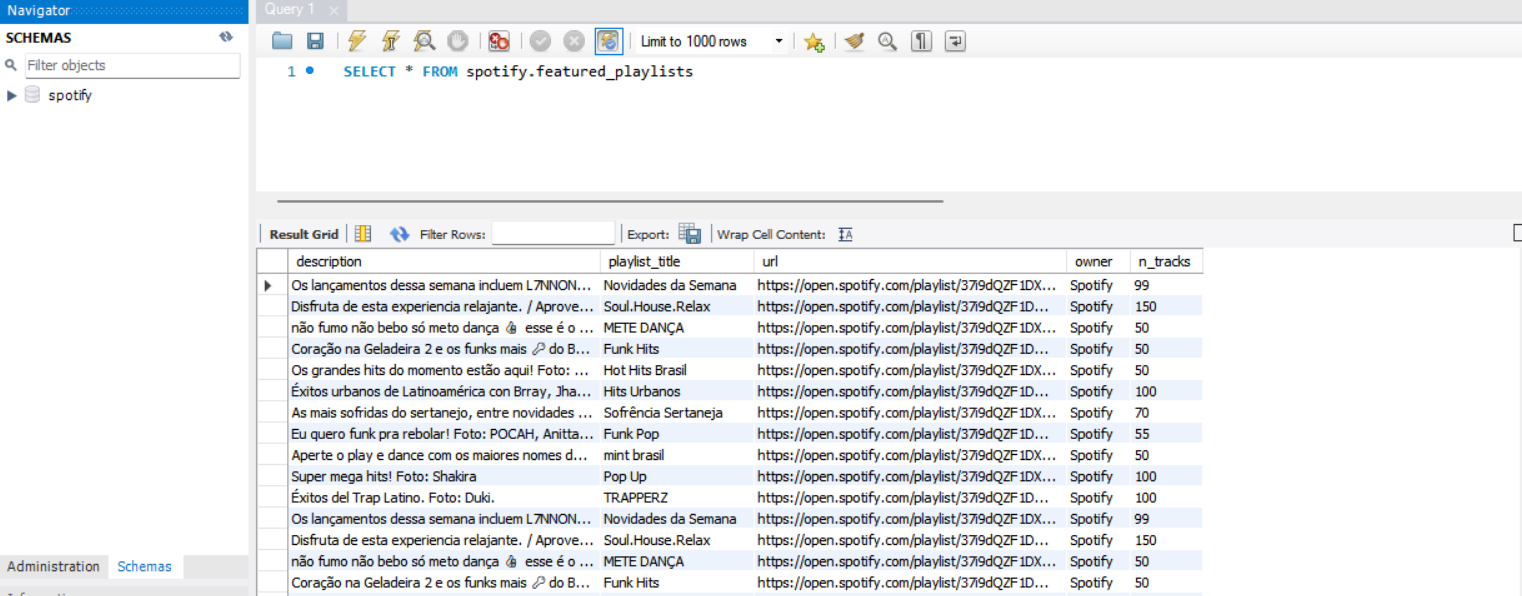 Navigator
Query 1
SCHEMAS
Limit to 1000 rows
Filter objects
1 SELECT * FROM spotify.featured_playlists
spotify
Result Grid Filter Rows: Export: Wrap Cell Content:
description playlist_title url owner n_tracks
Os lançamentos dessa semana incluem L7NNON... Novidades da Semana https://open.spotify.com/playlist/37i9dQZF1DX... Spotify 99
Disfruta de esta experiencia relajante. / Aprove... Soul.House.Relax https://open.spotify.com/playlist/37i9dQZF1D... Spotify 150
não fumo não bebo só meto dança esse é o ... METE DANÇA https://open.spotify.com/playlist/37i9dQZF1DX... Spotify 50
Coração na Geladeira 2 e os funks mais do B... Funk Hits https://open.spotify.com/playlist/37i9dQZF1D... Spotify 50
Os grandes hits do momento estão aqui! Foto: ... Hot Hits Brasil https://open.spotify.com/playlist/37i9dQZF1DX... Spotify 50
Éxitos urbanos de Latinoamérica con Brray, Jha... Hits Urbanos https://open.spotify.com/playlist/37i9dQZF1D... Spotify 100
As mais sofridas do sertanejo, entre novidades ... Sofrência Sertaneja https://open.spotify.com/playlist/37i9dQZF1DX... Spotify 70
Eu quero funk pra rebolar! Foto: POCAH, Anitta... Funk Pop https://open.spotify.com/playlist/37i9dQZF1D... Spotify 55
Aperte o play e dance com os maiores nomes d... mint brasil https://open.spotify.com/playlist/37i9dQZF1DX... Spotify 50
Super mega hits! Foto: Shakira Pop Up https://open.spotify.com/playlist/37i9dQZF1DX... Spotify 100
Éxitos del Trap Latino. Foto: Duki. TRAPPERZ https://open.spotify.com/playlist/37i9dQZF1D... Spotify 100
Os lançamentos dessa semana incluem L7NNON... Novidades da Semana https://open.spotify.com/playlist/37i9dQZF1DX... Spotify 99
Disfruta de esta experiencia relajante. / Aprove... Soul.House.Relax https://open.spotify.com/playlist/37i9dQZF1D... Spotify 150
não fumo não bebo só meto dança esse é o ... METE DANÇA https://open.spotify.com/playlist/37i9dQZF1DX... Spotify 50
Administration Schemas
Coração na Geladeira 2 e os funks mais do B... Funk Hits https://open.spotify.com/playlist/37i9dQZF1D... Spotify 50